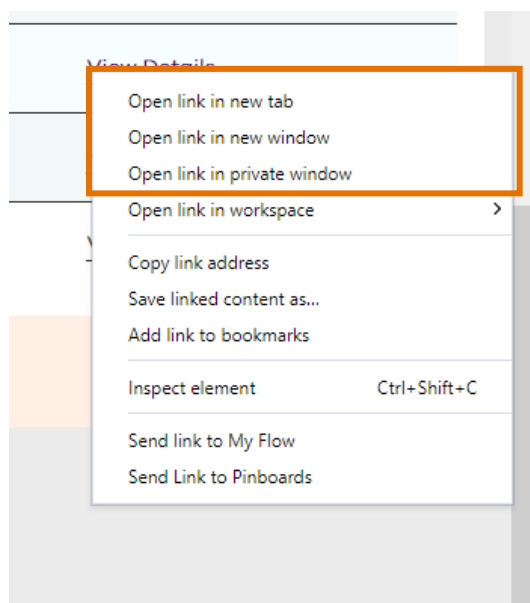 View Details
Open link in new tab
Open link in new window
Open link in private window
Open link in workspace
Copy link address
Save linked content as...
Add link to bookmarks
Inspect element Ctrl+Shift+C
Send link to My Flow
Send Link to Pinboards